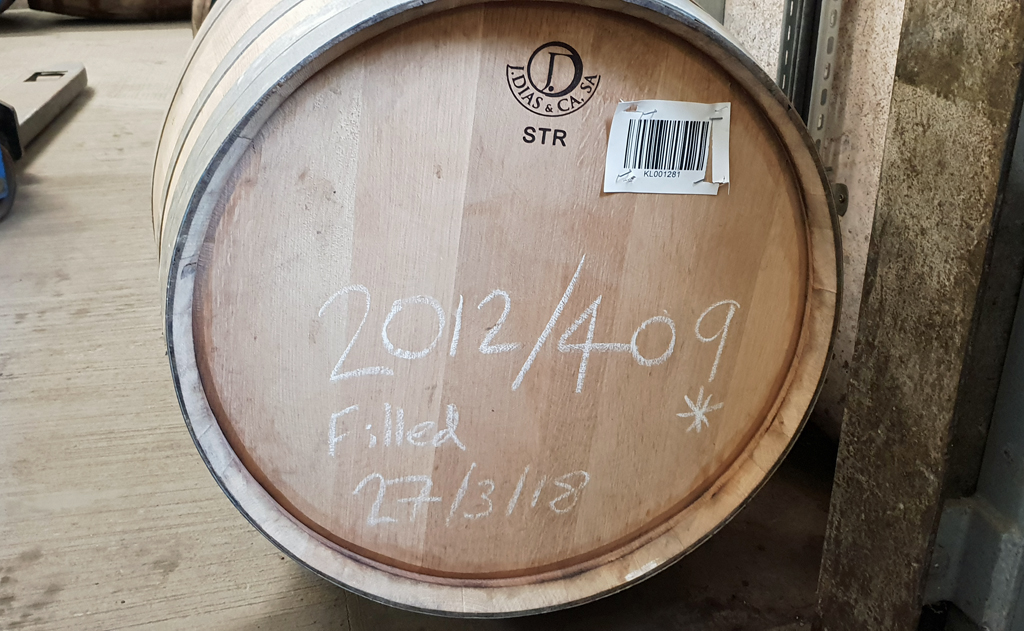 J.D
J. DIAS & CA, SA
STR
KL001281
2012/409
*
Filled
27/3/18